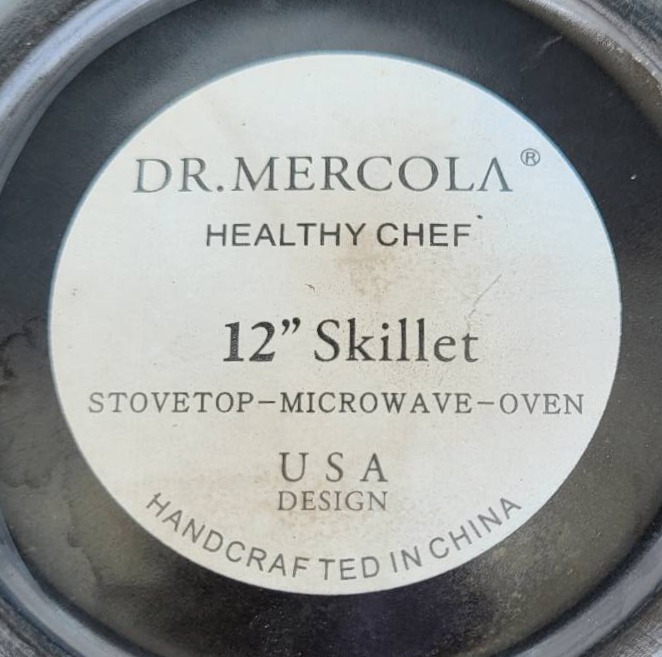 DR.MERCOLA®
HEALTHY CHEF
12” Skillet
STOVETOP-MICROWAVE-OVEN
USA
DESIGN
HANDCRAFTED IN CHINA